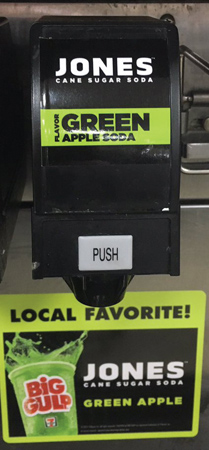 JONES
CANE SUGAR SODA
FLAVOR
GREEN
APPLE SODA
PUSH
LOCAL FAVORITE!
BIG
GULP
JONES
CANE SUGAR SODA
GREEN APPLE